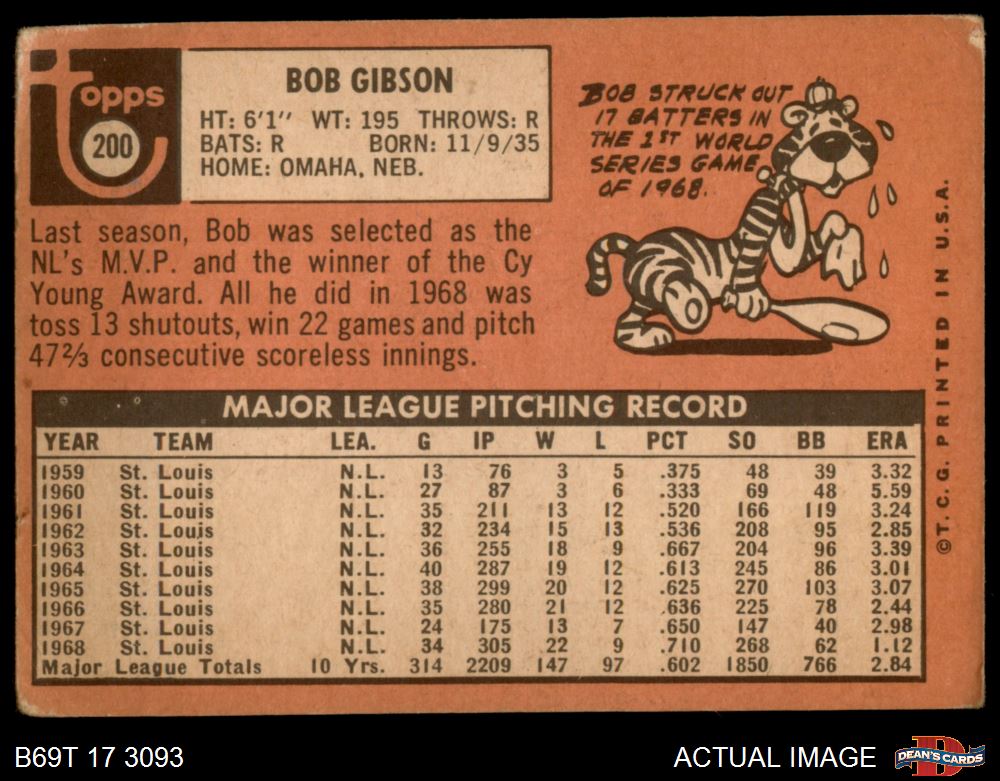 topps
200
BOB GIBSON
HT: 6'1" WT: 195 THROWS: R
BATS: R BORN: 11/9/35
HOME: OMAHA, NEB.
Last season, Bob was selected as the
NL's M.V.P. and the winner of the Cy
Young Award. All he did in 1968 was
toss 13 shutouts, win 22 games and pitch
47⅔ consecutive scoreless innings.
BOB STRUCK OUT
17 BATTERS IN
THE 1ST WORLD
SERIES GAME
OF 1968.
MAJOR LEAGUE PITCHING RECORD
YEAR TEAM LEA. G IP W L PCT SO BB ERA
1959 St. Louis N.L. 13 76 3 5 .375 48 39 3.32
1960 St. Louis N.L. 27 87 3 6 .333 69 48 5.59
1961 St. Louis N.L. 35 211 13 12 .520 166 119 3.24
1962 St. Louis N.L. 32 234 15 13 .536 208 95 2.85
1963 St. Louis N.L. 36 255 18 9 .667 204 96 3.39
1964 St. Louis N.L. 40 287 19 12 .613 245 86 3.01
1965 St. Louis N.L. 38 299 20 12 .625 270 103 3.07
1966 St. Louis N.L. 35 280 21 12 .636 225 78 2.44
1967 St. Louis N.L. 24 175 13 7 .650 147 40 2.98
1968 St. Louis N.L. 34 305 22 9 .710 268 62 1.12
Major League Totals 10 Yrs. 314 2209 147 97 .602 1850 766 2.84
©T.C.G. PRINTED IN U.S.A.
B69T 17 3093
ACTUAL IMAGE
D
DEAN'S CARDS